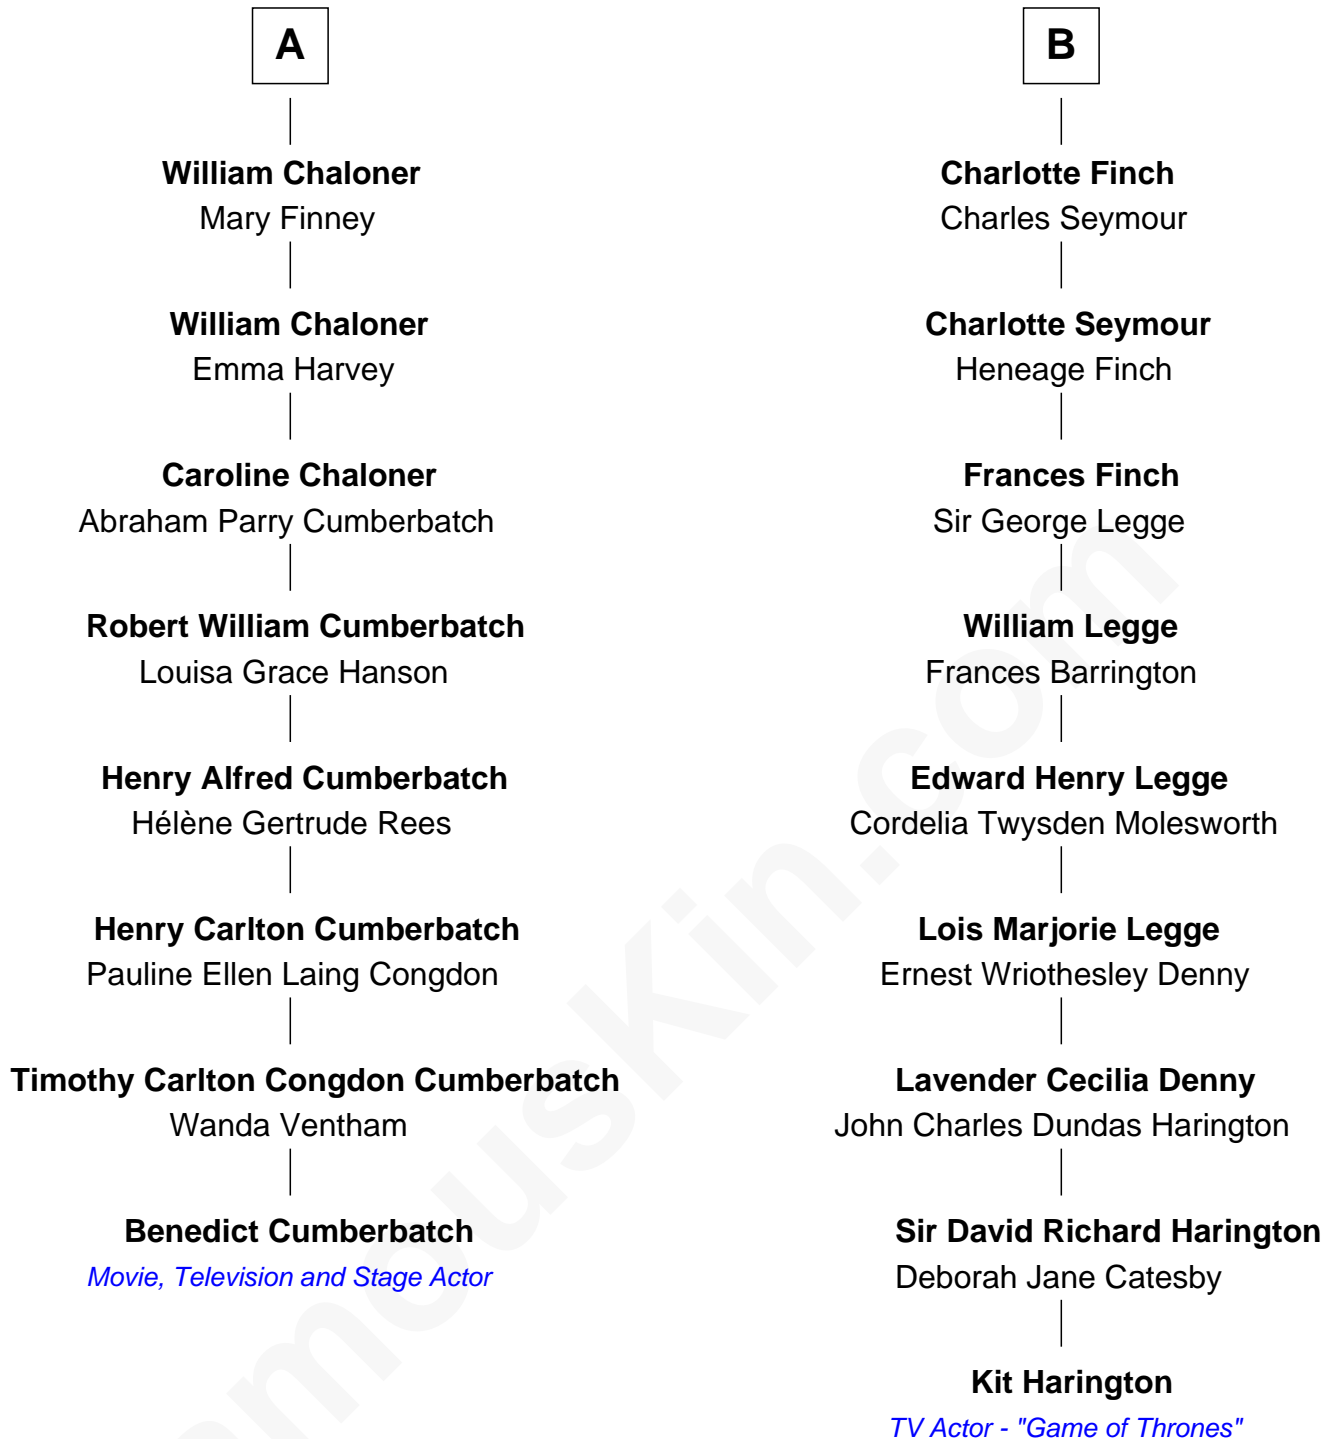 A
William Chaloner
Mary Finney
William Chaloner
Emma Harvey
Caroline Chaloner
Abraham Parry Cumberbatch
Robert William Cumberbatch
Louisa Grace Hanson
Henry Alfred Cumberbatch
Hélène Gertrude Rees
Henry Carlton Cumberbatch
Pauline Ellen Laing Congdon
Timothy Carlton Congdon Cumberbatch
Wanda Ventham
Benedict Cumberbatch
Movie, Television and Stage Actor
B
Charlotte Finch
Charles Seymour
Charlotte Seymour
Heneage Finch
Frances Finch
Sir George Legge
William Legge
Frances Barrington
Edward Henry Legge
Cordelia Twysden Molesworth
Lois Marjorie Legge
Ernest Wriothesley Denny
Lavender Cecilia Denny
John Charles Dundas Harington
Sir David Richard Harington
Deborah Jane Catesby
Kit Harington
TV Actor - "Game of Thrones"
amousKin.com